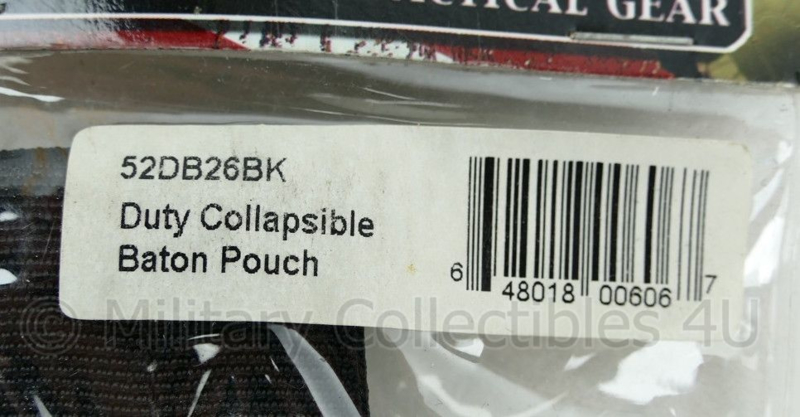 TACTICAL GEAR
52DB26BK
Duty Collapsible
Baton Pouch
6 48018 00606 7
© Military Collectibles 4U